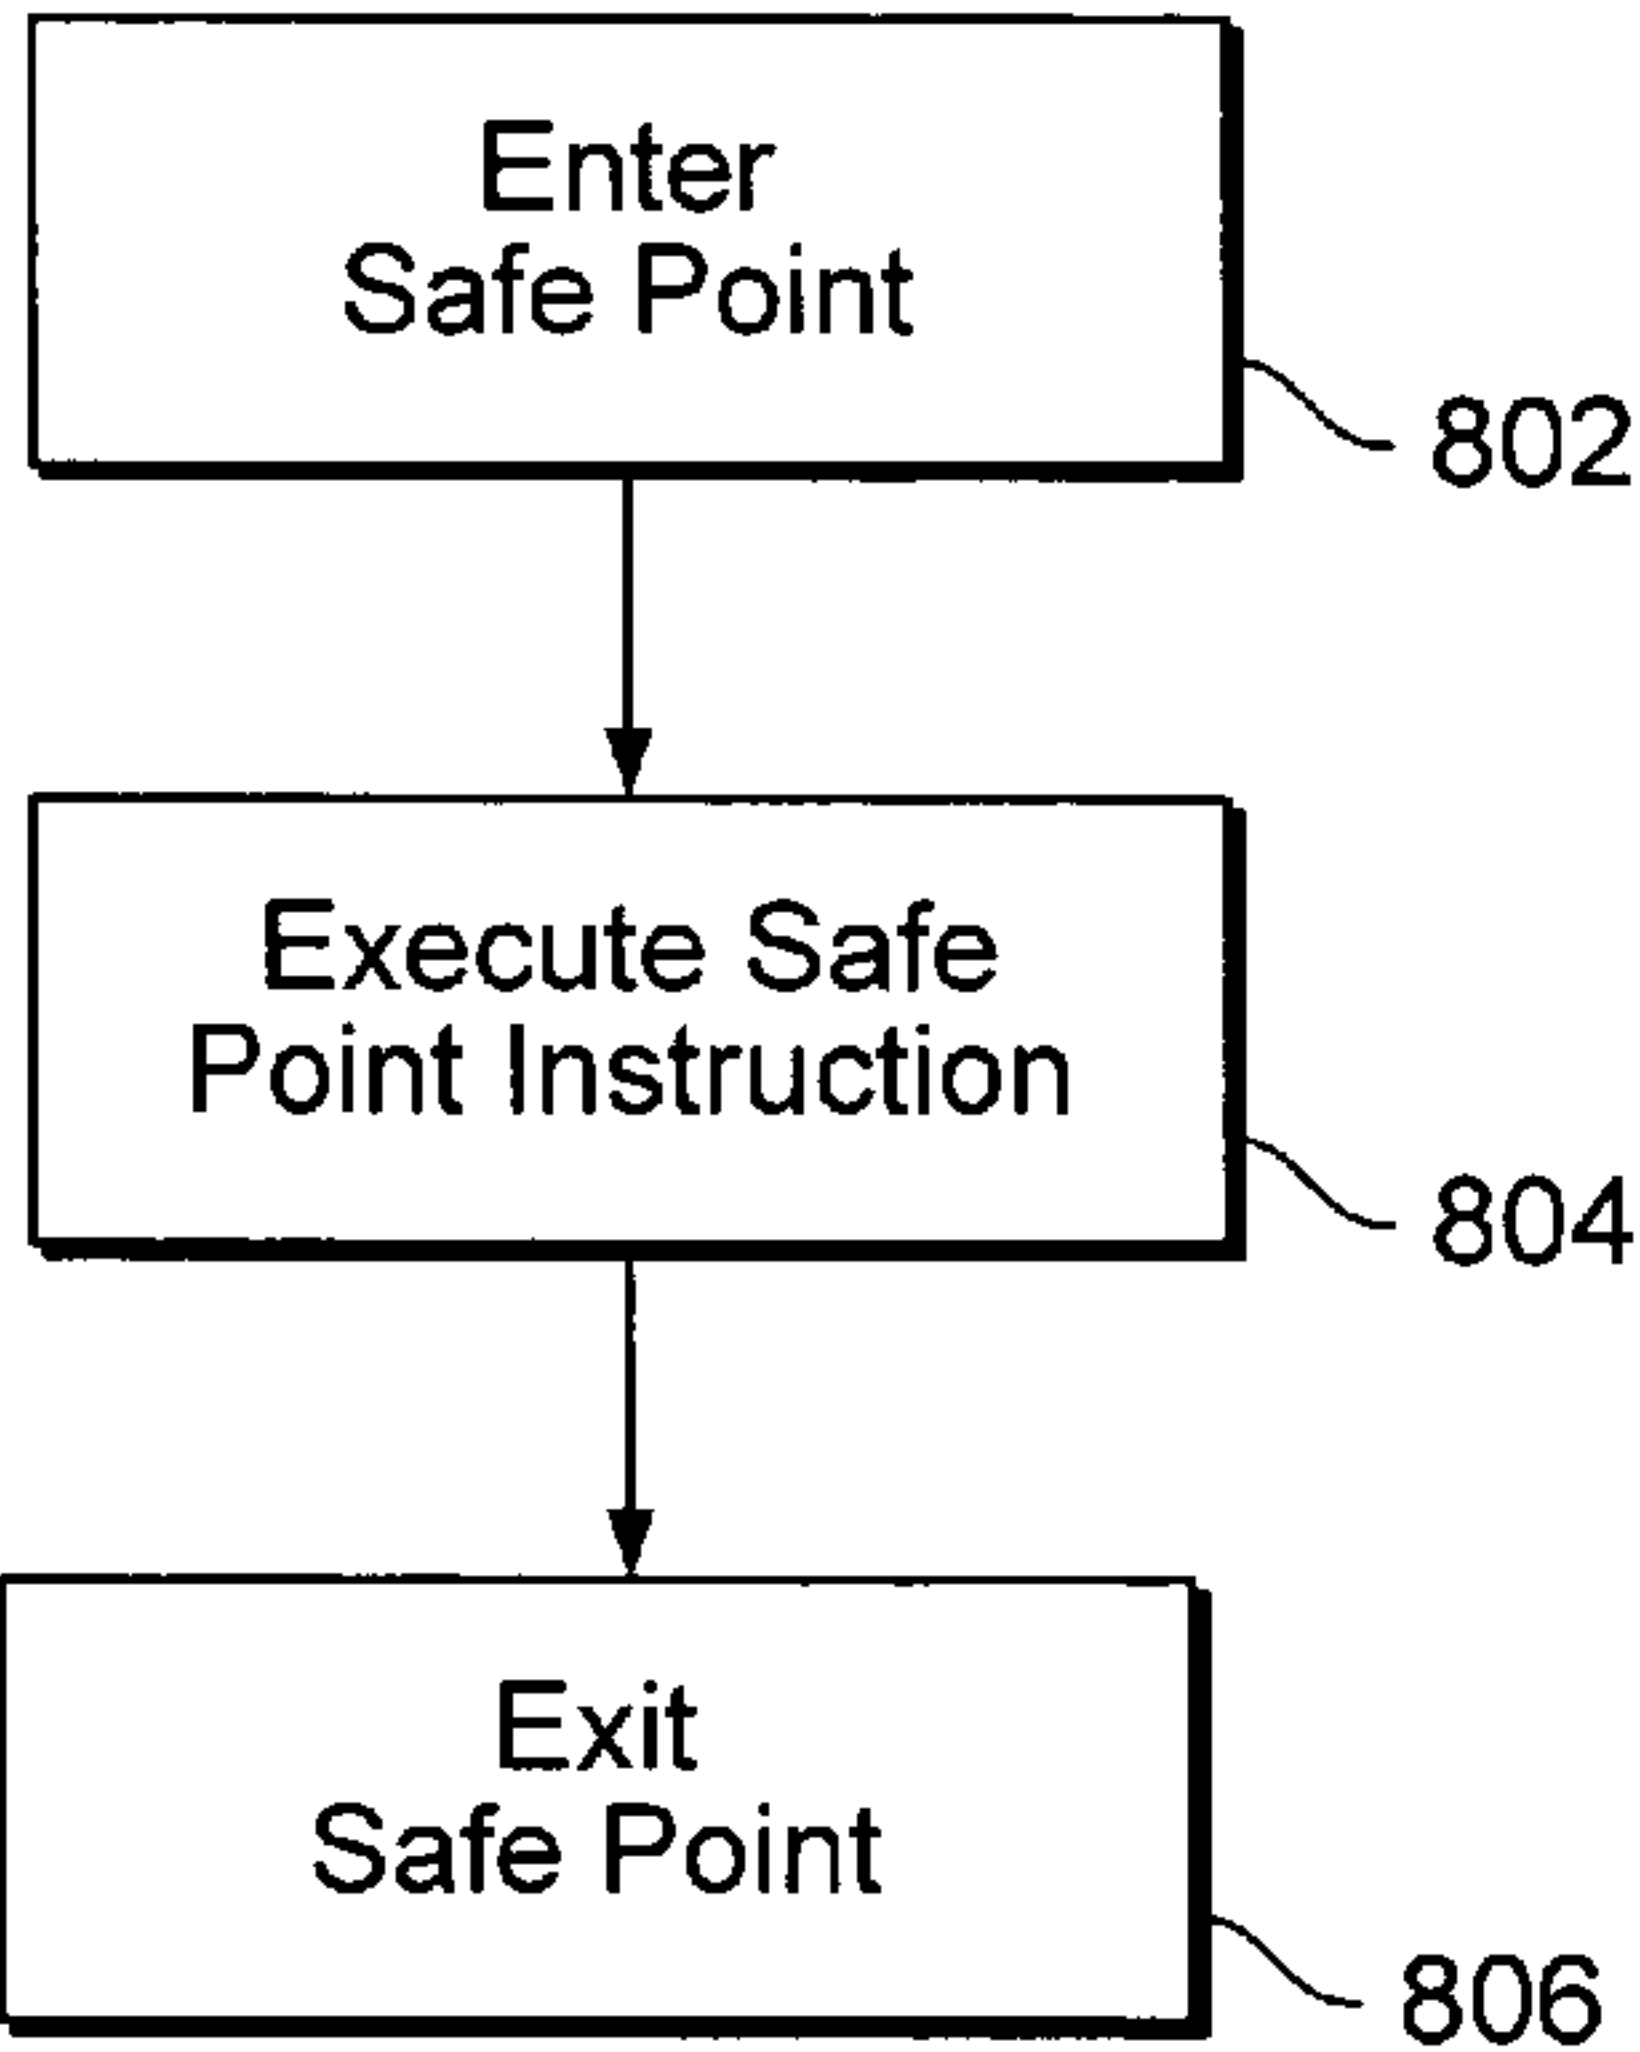 Enter
Safe Point
802
Execute Safe
Point Instruction
804
Exit
Safe Point
806